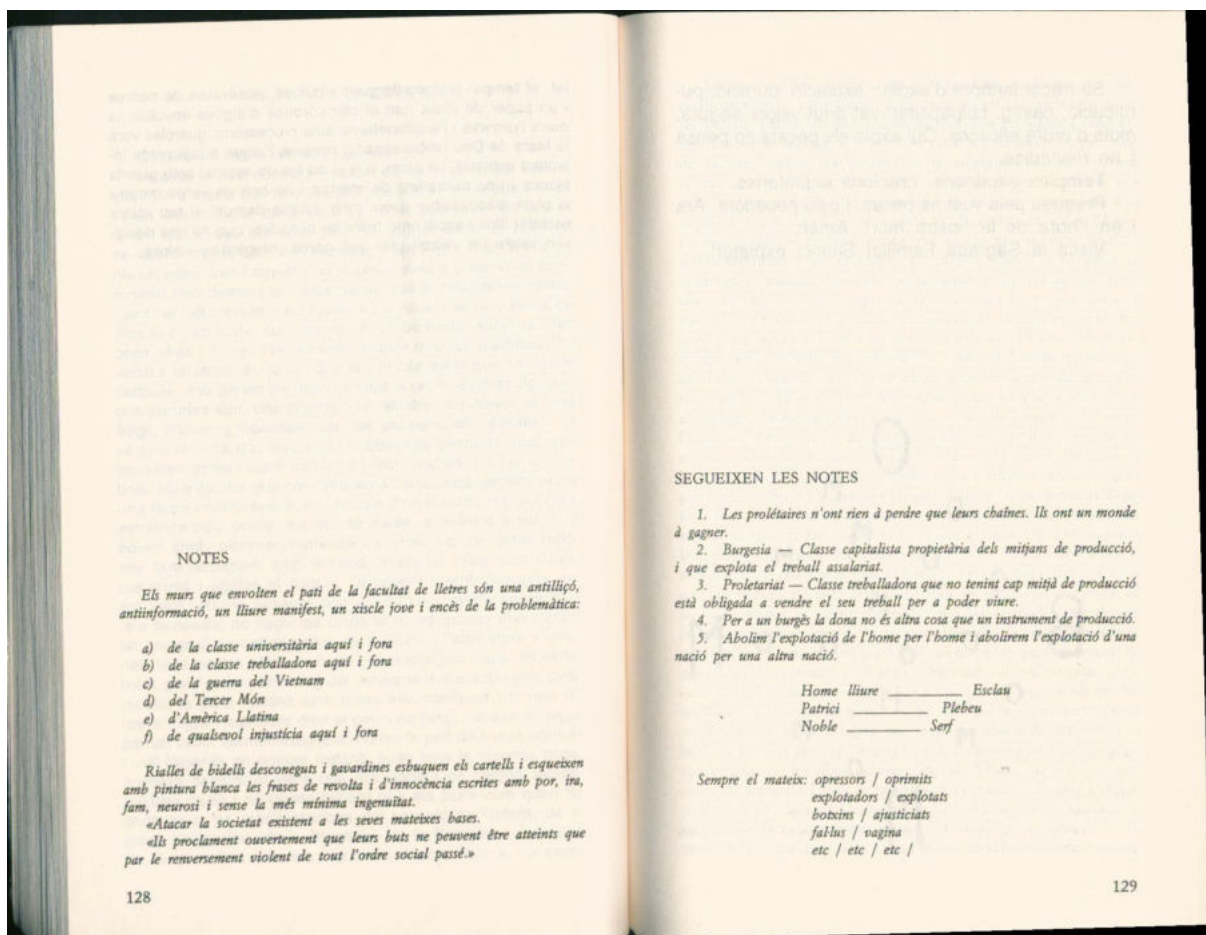 NOTES
Els murs que envolten el pati de la facultat de lletres són una antilliçó,
antiinformació, un lliure manifest, un xiscle jove i encès de la problemàtica:
a) de la classe universitària aquí i fora
b) de la classe treballadora aquí i fora
c) de la guerra del Vietnam
d) del Tercer Món
e) d'Amèrica Llatina
f) de qualsevol injustícia aquí i fora
Rialles de bidells desconeguts i gavardines esbuquen els cartells i esqueixen
amb pintura blanca les frases de revolta i d'innocència escrites amb por, ira,
fam, neurosi i sense la més mínima ingenuïtat.
«Atacar la societat existent a les seves mateixes bases.
«Ils proclament ouvertement que leurs buts ne peuvent être atteints que
par le renversement violent de tout l'ordre social passé.»
128
SEGUEIXEN LES NOTES
1. Les prolétaires n'ont rien à perdre que leurs chaînes. Ils ont un monde
à gagner.
2. Burgesia — Classe capitalista propietària dels mitjans de producció,
i que explota el treball assalariat.
3. Proletariat — Classe treballadora que no tenint cap mitjà de producció
està obligada a vendre el seu treball per a poder viure.
4. Per a un burgès la dona no és altra cosa que un instrument de producció.
5. Abolim l'explotació de l'home per l'home i abolirem l'explotació d'una
nació per una altra nació.
Home lliure __________ Esclau
Patrici __________ Plebeu
Noble __________ Serf
Sempre el mateix: opressors / oprimits
explotadors / explotats
botxins / ajusticiats
fal·lus / vagina
etc / etc / etc /
129